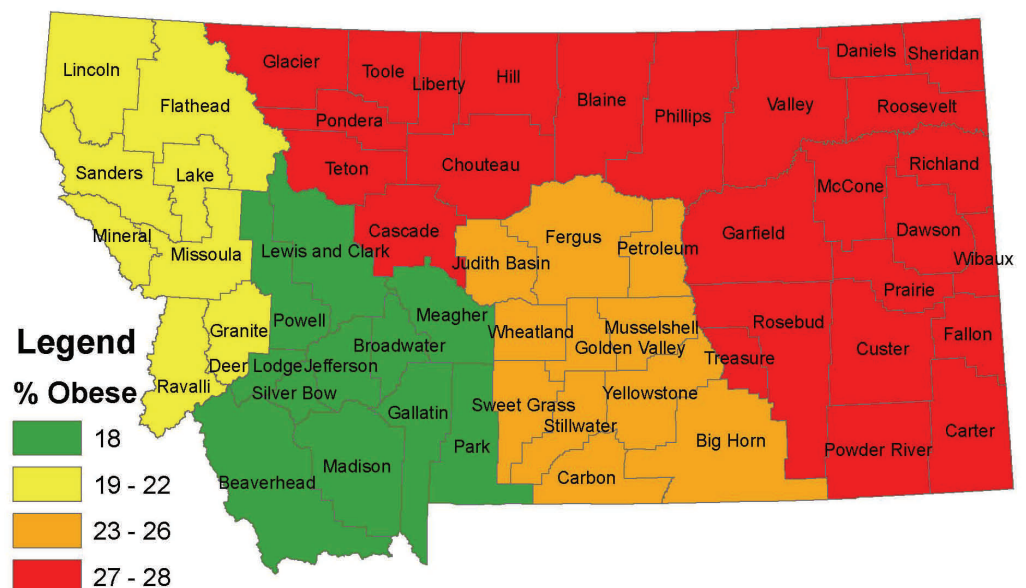 Lincoln
Flathead
Glacier
Toole
Liberty
Hill
Blaine
Phillips
Valley
Daniels
Sheridan
Roosevelt
Pondera
Teton
Chouteau
Richland
McCone
Sanders
Lake
Mineral
Missoula
Lewis and Clark
Cascade
Judith Basin
Fergus
Petroleum
Garfield
Dawson
Wibaux
Prairie
Granite
Powell
Meagher
Broadwater
Wheatland
Musselshell
Golden Valley
Rosebud
Treasure
Custer
Fallon
Ravalli
Deer Lodge
Jefferson
Silver Bow
Gallatin
Park
Sweet Grass
Stillwater
Yellowstone
Big Horn
Carbon
Powder River
Carter
Beaverhead
Madison
Legend
% Obese
18
19 - 22
23 - 26
27 - 28